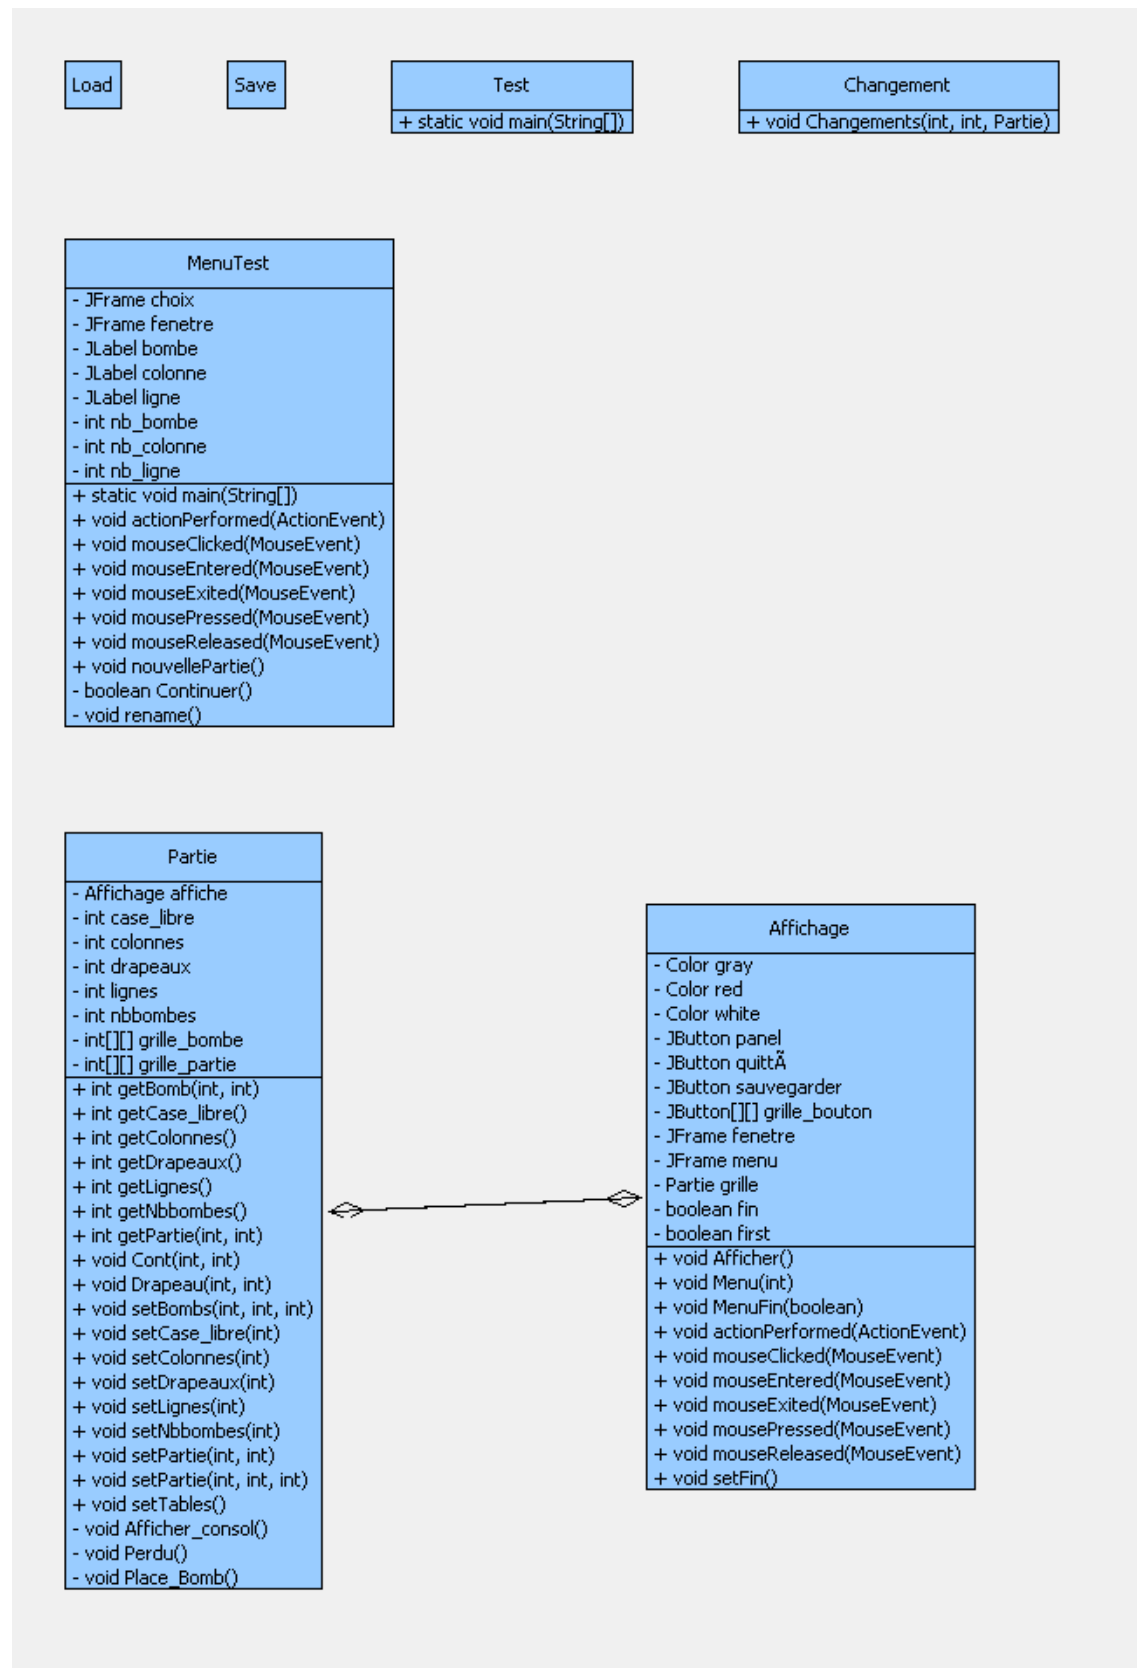 Load
Save
Test
+ static void main(String[])
Changement
+ void Changements(int, int, Partie)
MenuTest
- JFrame choix
- JFrame fenetre
- JLabel bombe
- JLabel colonne
- JLabel ligne
- int nb_bombe
- int nb_colonne
- int nb_ligne
+ static void main(String[])
+ void actionPerformed(ActionEvent)
+ void mouseClicked(MouseEvent)
+ void mouseEntered(MouseEvent)
+ void mouseExited(MouseEvent)
+ void mousePressed(MouseEvent)
+ void mouseReleased(MouseEvent)
+ void nouvellePartie()
- boolean Continuer()
- void rename()
Partie
- Affichage affiche
- int case_libre
- int colonnes
- int drapeaux
- int lignes
- int nbbombes
- int[][] grille_bombe
- int[][] grille_partie
+ int getBomb(int, int)
+ int getCase_libre()
+ int getColonnes()
+ int getDrapeaux()
+ int getLignes()
+ int getNbbombes()
+ int getPartie(int, int)
+ void Cont(int, int)
+ void Drapeau(int, int)
+ void setBombs(int, int, int)
+ void setCase_libre(int)
+ void setColonnes(int)
+ void setDrapeaux(int)
+ void setLignes(int)
+ void setNbbombes(int)
+ void setPartie(int, int)
+ void setPartie(int, int, int)
+ void setTables()
- void Afficher_consol()
- void Perdu()
- void Place_Bomb()
Affichage
- Color gray
- Color red
- Color white
- JButton panel
- JButton quittÃ
- JButton sauvegarder
- JButton[][] grille_bouton
- JFrame fenetre
- JFrame menu
- Partie grille
- boolean fin
- boolean first
+ void Afficher()
+ void Menu(int)
+ void MenuFin(boolean)
+ void actionPerformed(ActionEvent)
+ void mouseClicked(MouseEvent)
+ void mouseEntered(MouseEvent)
+ void mouseExited(MouseEvent)
+ void mousePressed(MouseEvent)
+ void mouseReleased(MouseEvent)
+ void setFin()